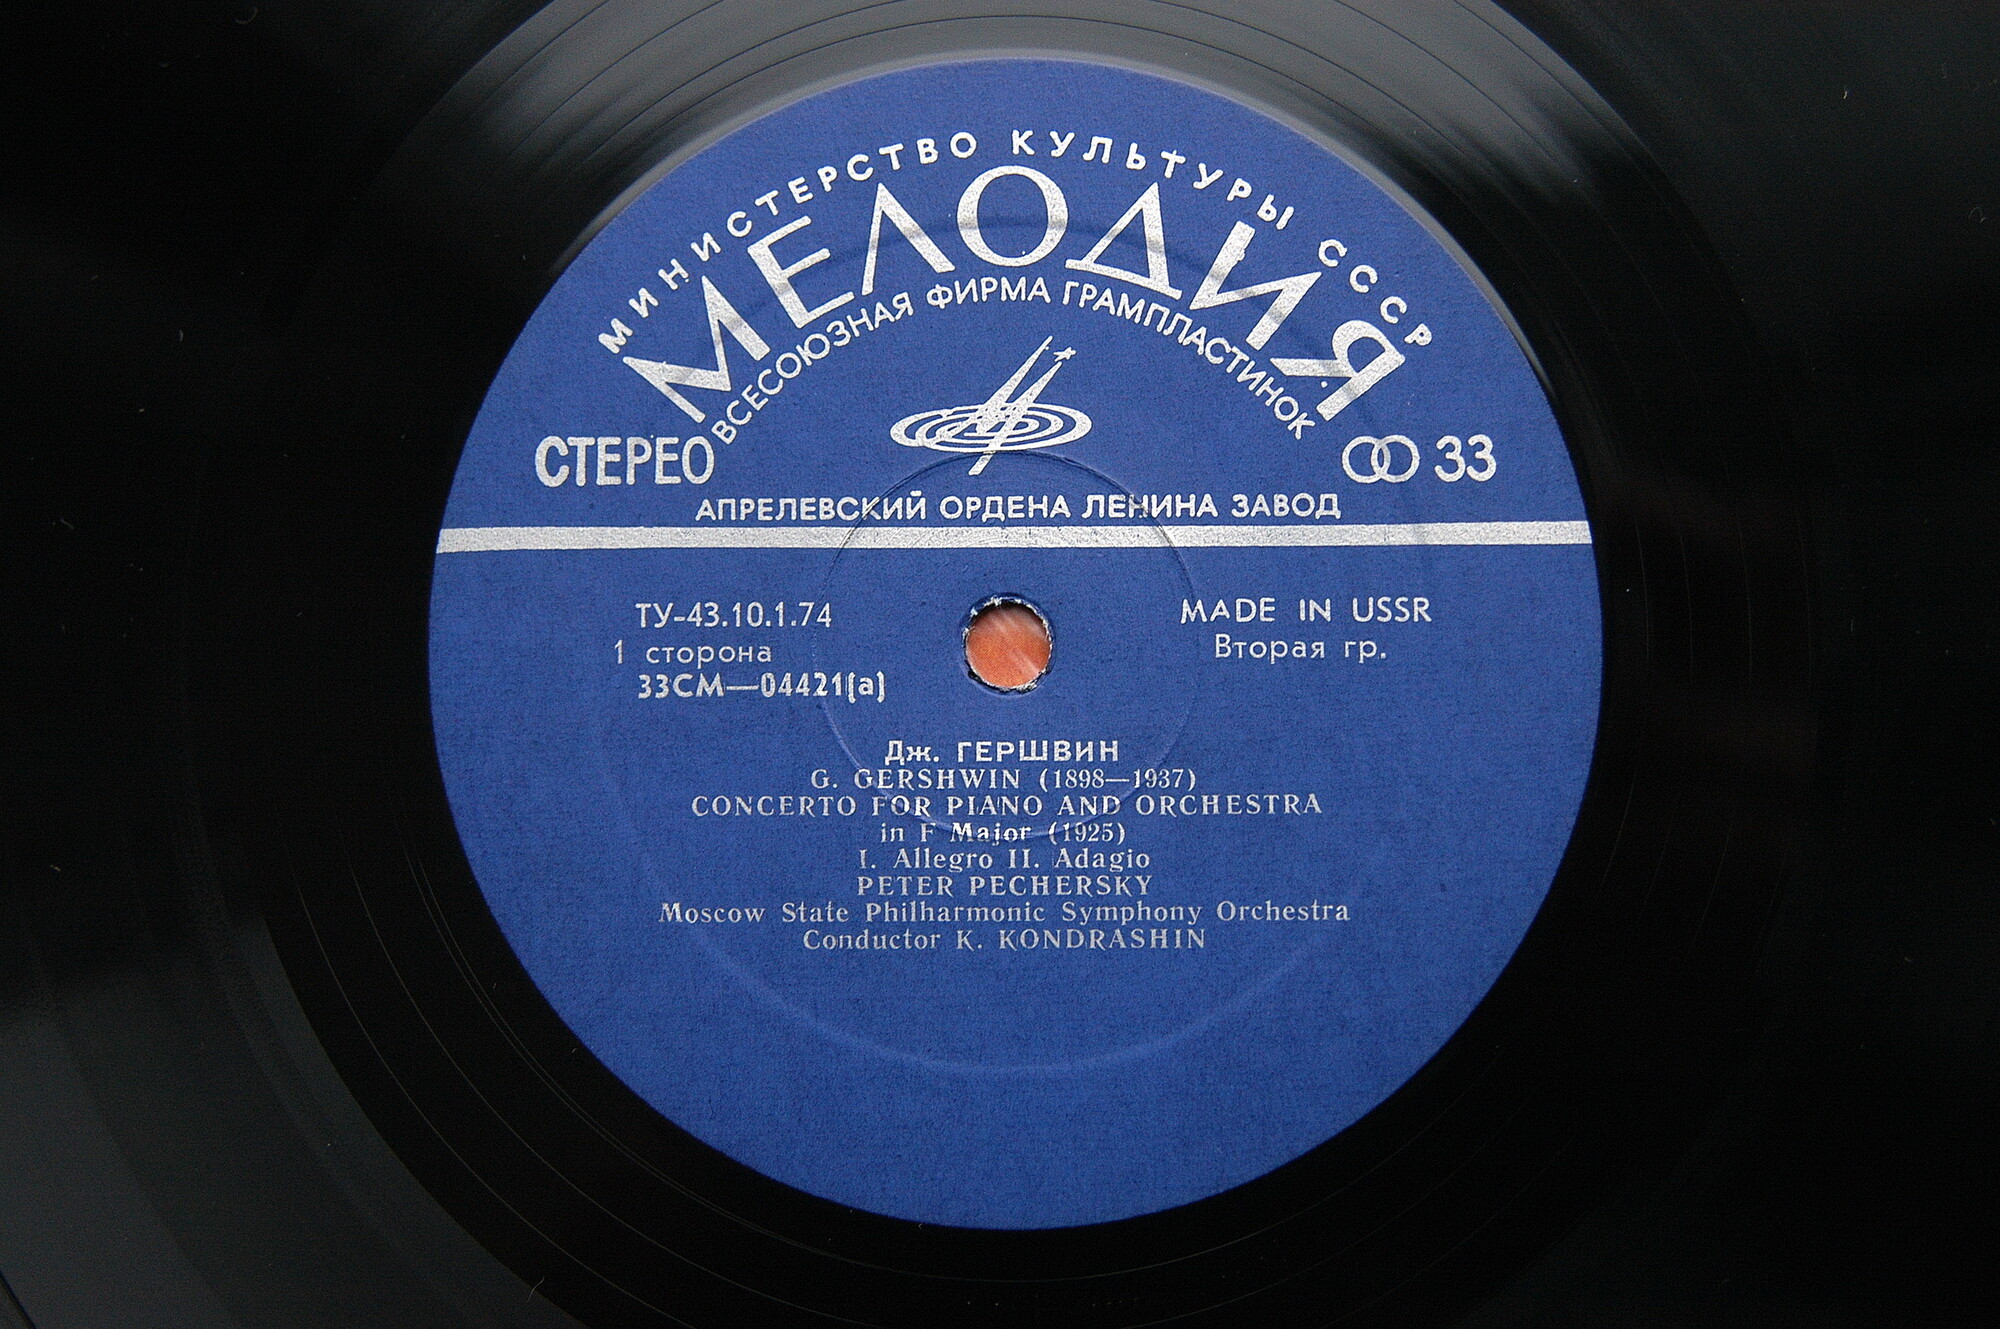 МИНИСТЕРСТВО КУЛЬТУРЫ СССР
МЕЛОДИЯ
ВСЕСОЮЗНАЯ ФИРМА ГРАМПЛАСТИНОК
СТЕРЕО 33
АПРЕЛЕВСКИЙ ОРДЕНА ЛЕНИНА ЗАВОД
ТУ-43.10.1.74
1 сторона
33СМ—04421(а)
MADE IN USSR
Вторая гр.
Дж. ГЕРШВИН
G. GERSHWIN (1898—1937)
CONCERTO FOR PIANO AND ORCHESTRA
in F Major (1925)
I. Allegro II. Adagio
PETER PECHERSKY
Moscow State Philharmonic Symphony Orchestra
Conductor K. KONDRASHIN